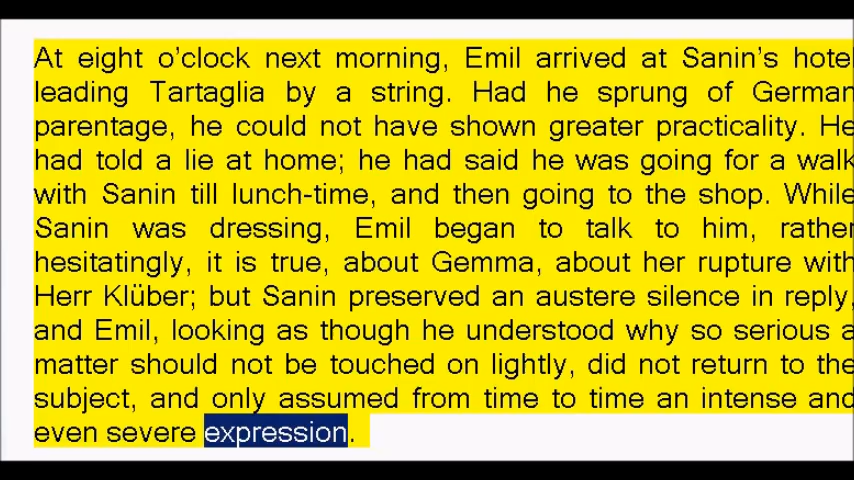 At eight o’clock next morning, Emil arrived at Sanin’s hotel
leading Tartaglia by a string. Had he sprung of German
parentage, he could not have shown greater practicality. He
had told a lie at home; he had said he was going for a walk
with Sanin till lunch-time, and then going to the shop. While
Sanin was dressing, Emil began to talk to him, rather
hesitatingly, it is true, about Gemma, about her rupture with
Herr Klüber; but Sanin preserved an austere silence in reply,
and Emil, looking as though he understood why so serious a
matter should not be touched on lightly, did not return to the
subject, and only assumed from time to time an intense and
even severe expression.